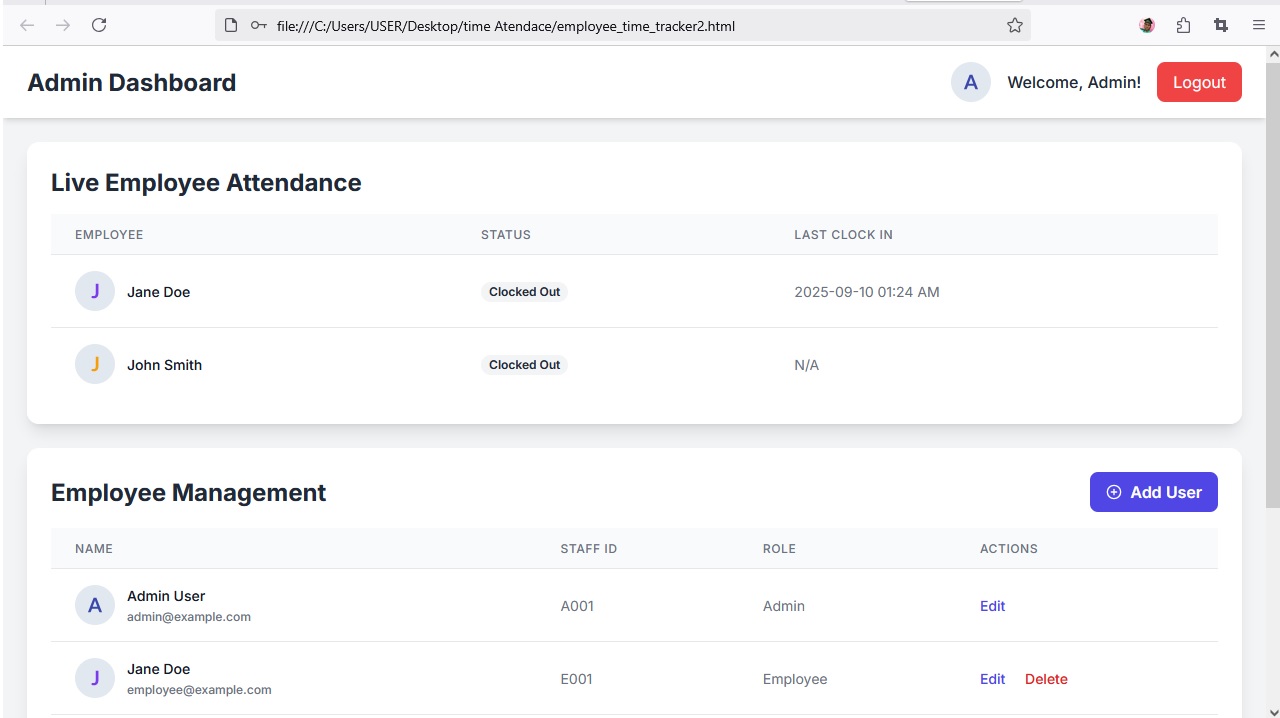 file:///C:/Users/USER/Desktop/time Atendace/employee_time_tracker2.html
Admin Dashboard
A Welcome, Admin! Logout
Live Employee Attendance
EMPLOYEE STATUS LAST CLOCK IN
J Jane Doe Clocked Out 2025-09-10 01:24 AM
J John Smith Clocked Out N/A
Employee Management
Add User
NAME STAFF ID ROLE ACTIONS
A Admin User A001 Admin Edit
admin@example.com
J Jane Doe E001 Employee Edit Delete
employee@example.com